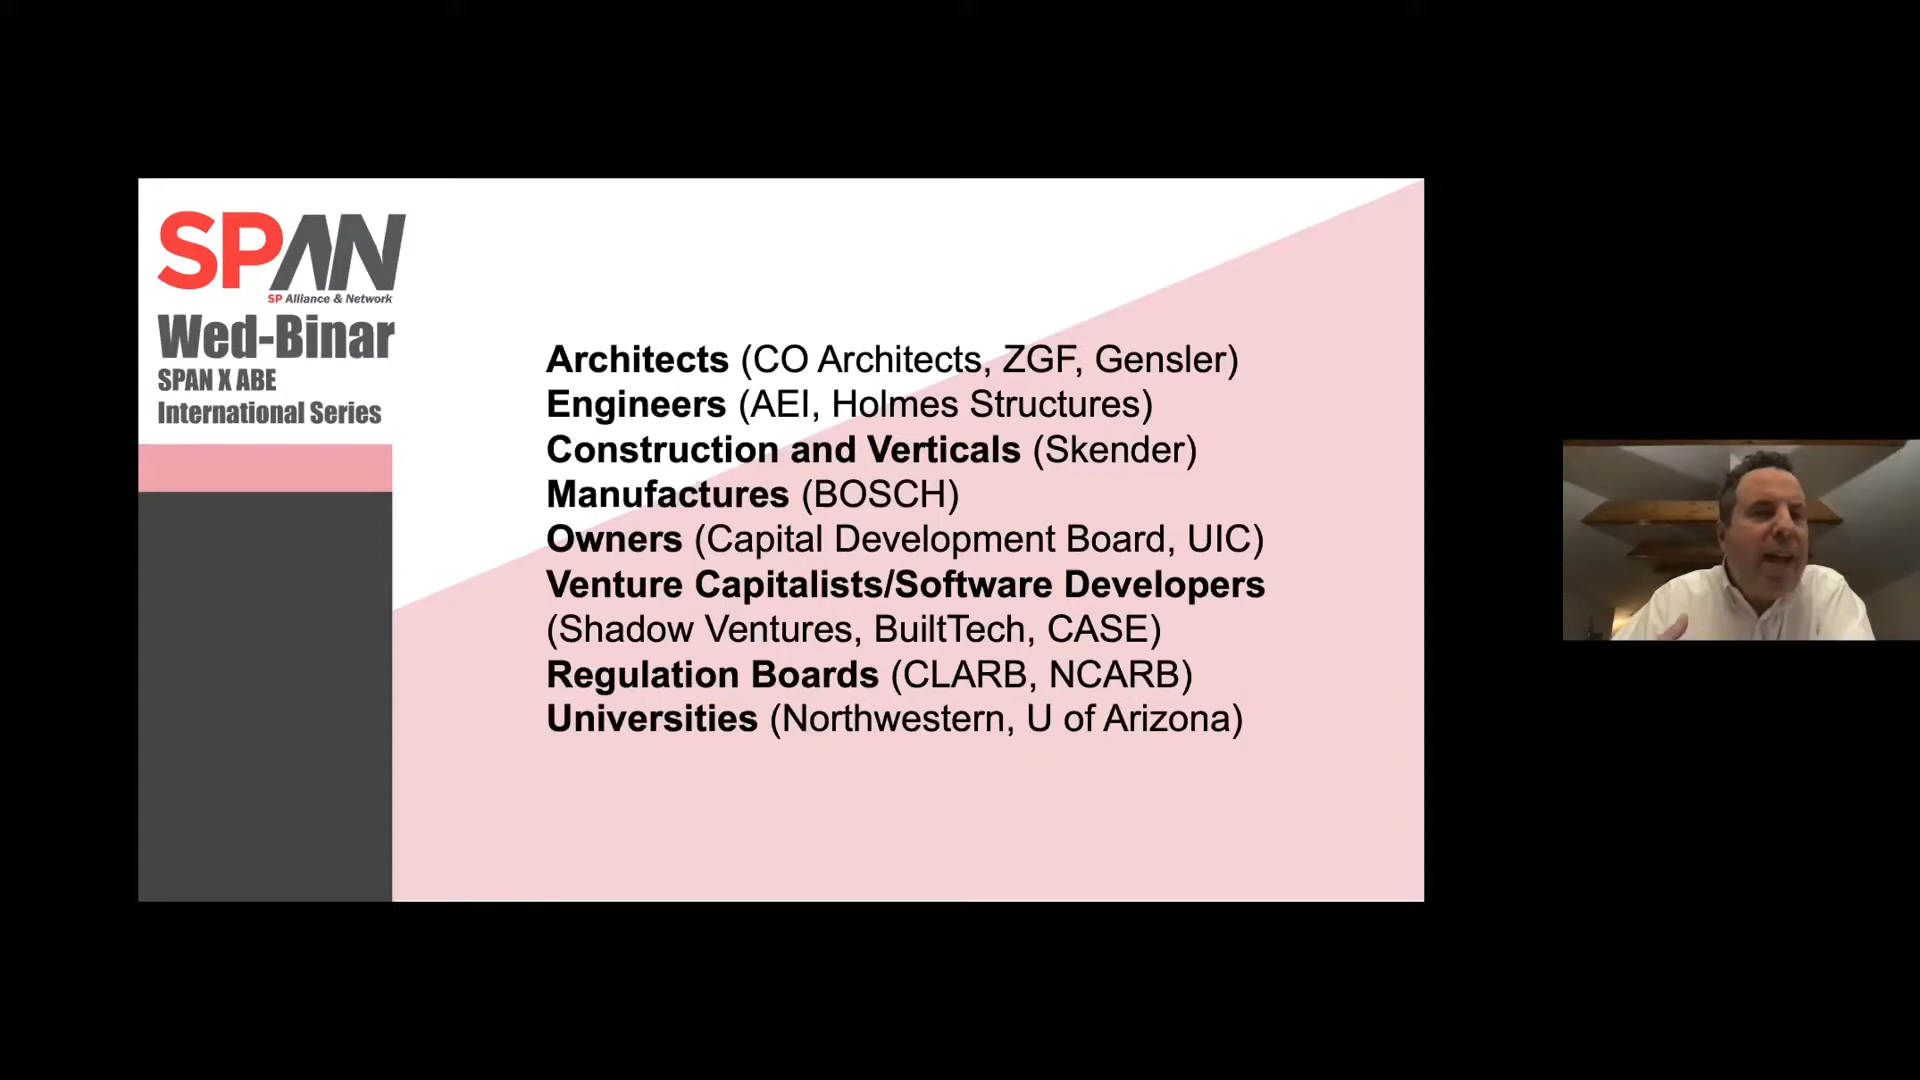 SPAN
SP Alliance & Network
Wed-Binar
SPAN X ABE
International Series
Architects (CO Architects, ZGF, Gensler)
Engineers (AEI, Holmes Structures)
Construction and Verticals (Skender)
Manufactures (BOSCH)
Owners (Capital Development Board, UIC)
Venture Capitalists/Software Developers
(Shadow Ventures, BuiltTech, CASE)
Regulation Boards (CLARB, NCARB)
Universities (Northwestern, U of Arizona)